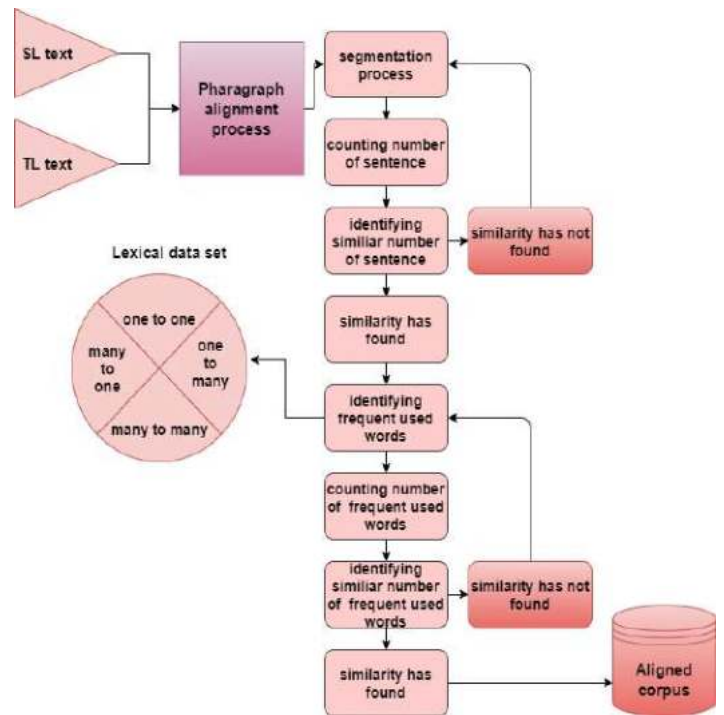 SL text
TL text
Pharagraph
alignment
process
segmentation
process
counting number
of sentence
identifying
similiar number
of sentence
similarity has not
found
similarity has
found
Lexical data set
one to one
many
to
one
one
to
many
many to many
identifying
frequent used
words
counting number
of frequent used
words
identifying
similiar number
of frequent used
words
similarity has not
found
similarity has
found
Aligned
corpus